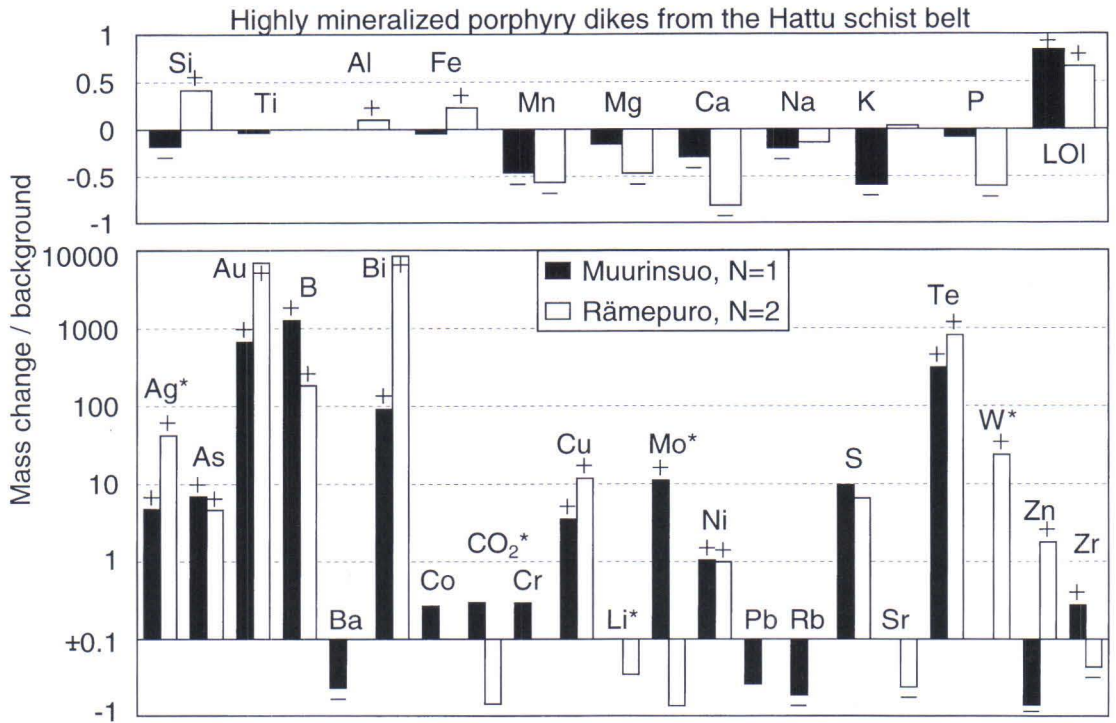 Highly mineralized porphyry dikes from the Hattu schist belt
1
0.5
0
-0.5
-1
Si
Ti
Al
Fe
Mn
Mg
Ca
Na
K
P
LOI
Mass change / background
10000
1000
100
10
1
±0.1
-1
Muurinsuo, N=1
Rämepuro, N=2
Ag*
As
Au
B
Ba
Bi
Co
CO₂*
Cr
Cu
Li*
Mo*
Ni
Pb
Rb
S
Sr
Te
W*
Zn
Zr